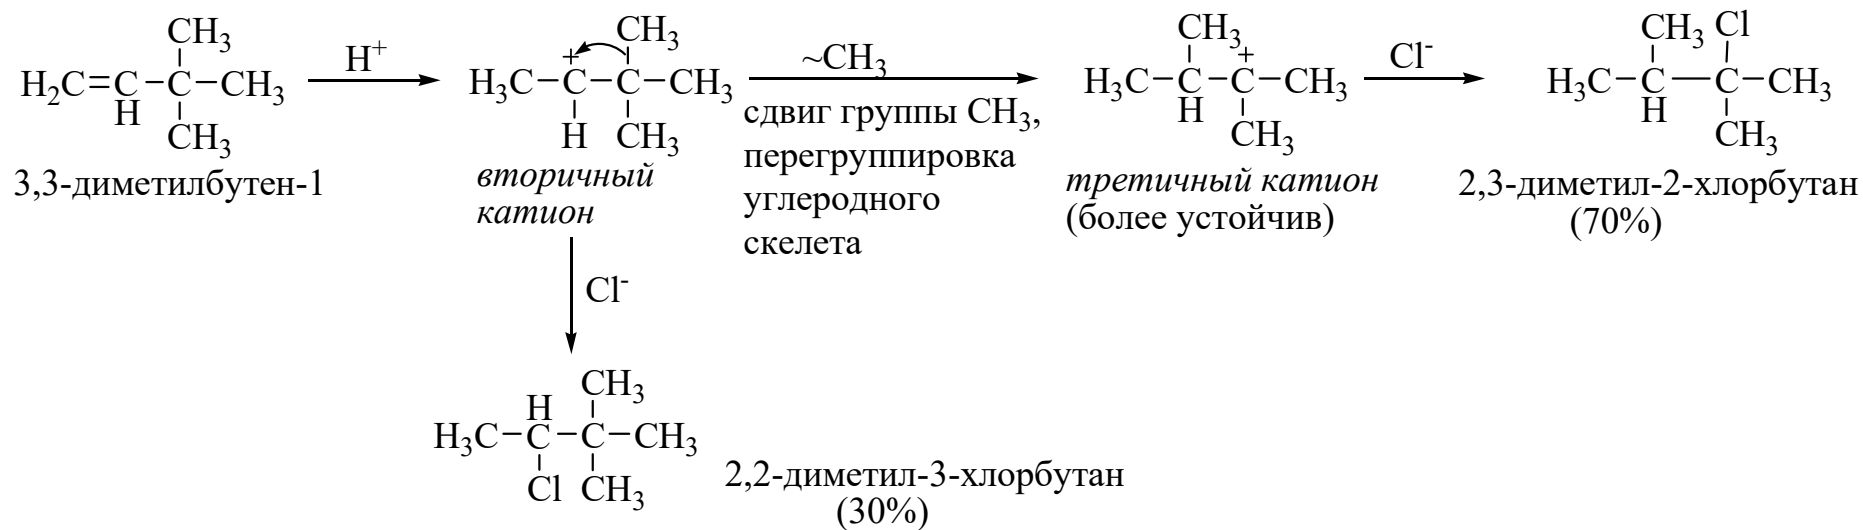 CH₃ CH₃ CH₃ Cl
H₂C=C–C–CH₃ H⁺ H₃C–C⁺–C–CH₃ ~CH₃ H₃C–C–C⁺–CH₃ Cl⁻ H₃C–C–C–CH₃
H CH₃ H CH₃ H CH₃ H CH₃
CH₃
3,3-диметилбутен-1
вторичный
катион
сдвиг группы CH₃,
перегруппировка
углеродного
скелета
третичный катион
(более устойчив)
2,3-диметил-2-хлорбутан
(70%)
Cl⁻
CH₃
H
H₃C–C–C–CH₃
Cl CH₃
2,2-диметил-3-хлорбутан
(30%)